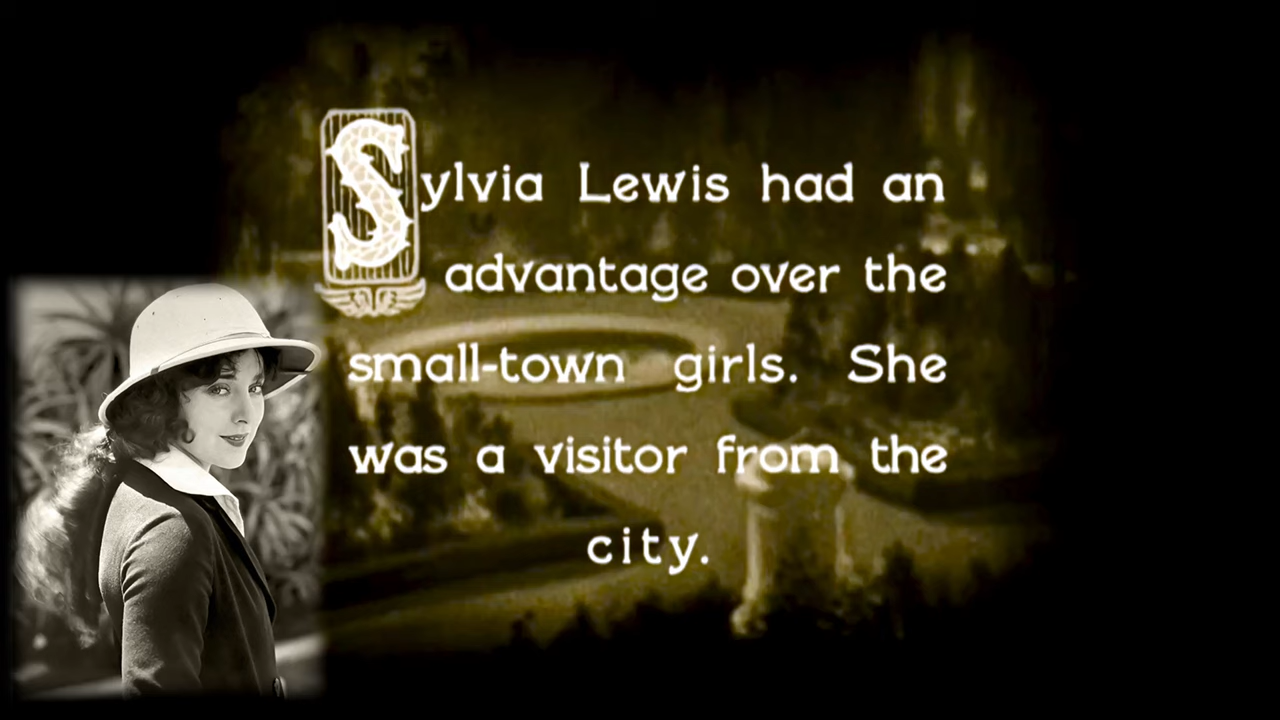 Sylvia Lewis had an
advantage over the
small-town girls. She
was a visitor from the
city.